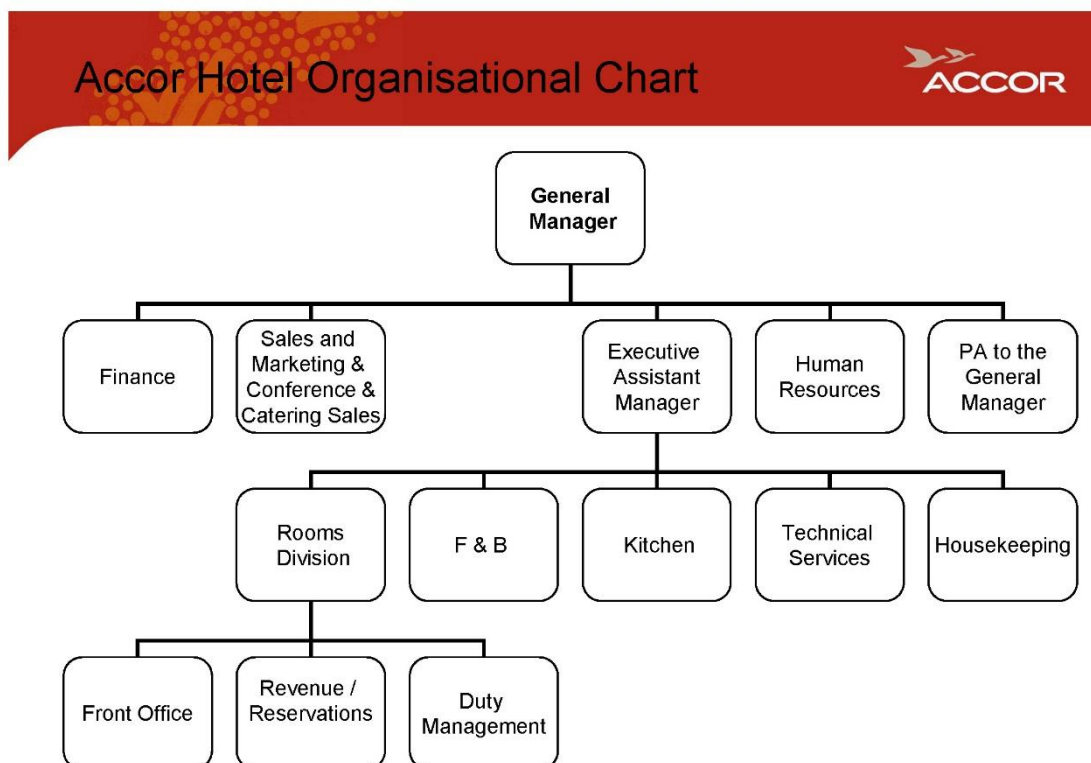 Accor Hotel Organisational Chart
ACCOR
General
Manager
Finance
Sales and
Marketing &
Conference &
Catering Sales
Executive
Assistant
Manager
Human
Resources
PA to the
General
Manager
Rooms
Division
F & B
Kitchen
Technical
Services
Housekeeping
Front Office
Revenue /
Reservations
Duty
Management